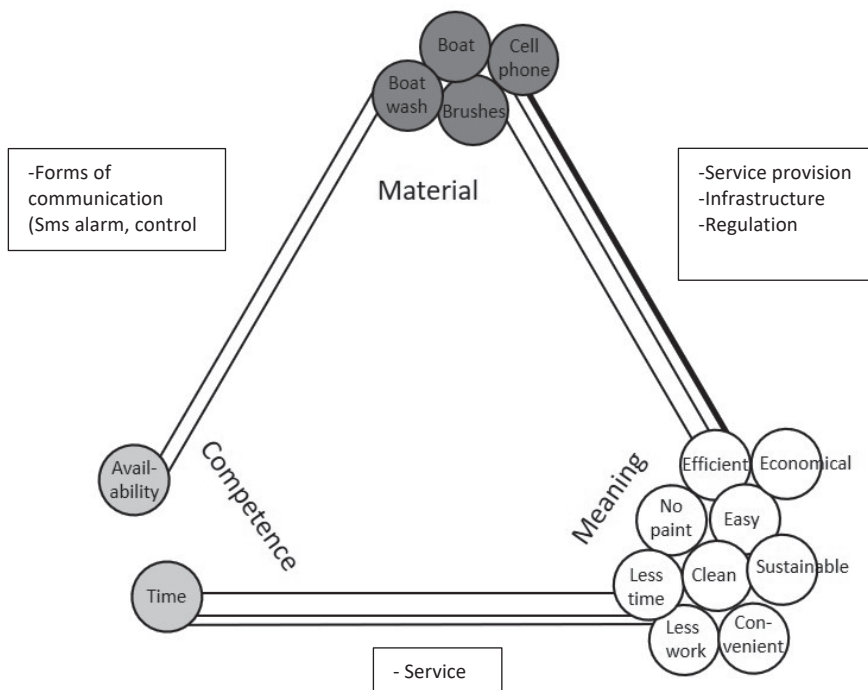 Boat
Cell
phone
Boat
wash
Brushes
Material
-Forms of
communication
(Sms alarm, control
-Service provision
-Infrastructure
-Regulation
Avail-
ability
Competence
Meaning
Efficient
Economical
No
paint
Easy
Time
Less
time
Clean
Sustainable
Less
work
Con-
venient
- Service